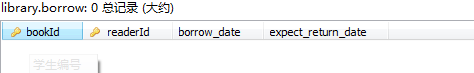 library.borrow: 0 总记录 (大约)
bookId readerId borrow_date expect_return_date
学生编号